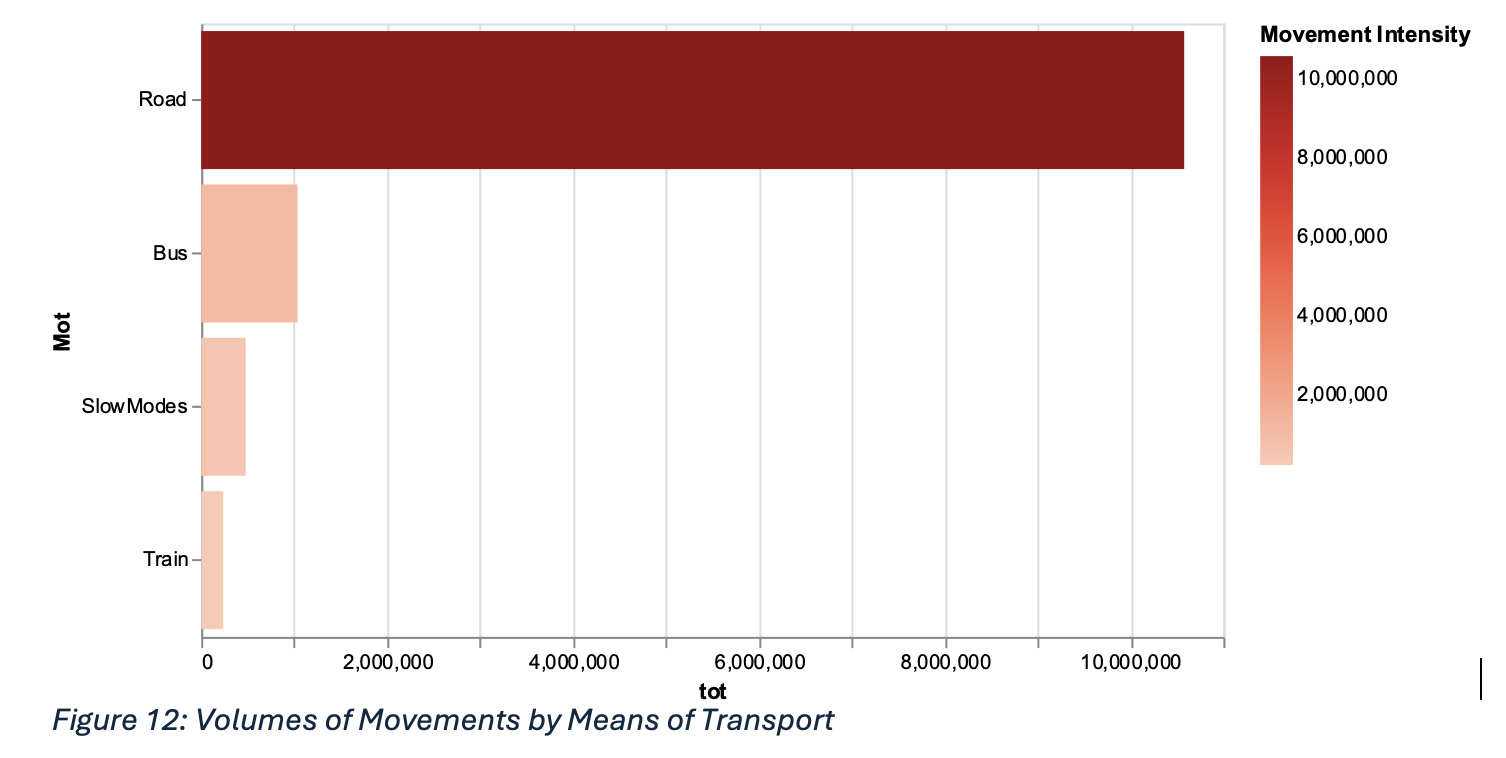 Movement Intensity
10,000,000
8,000,000
6,000,000
4,000,000
2,000,000
Mot
Road
Bus
SlowModes
Train
0 2,000,000 4,000,000 6,000,000 8,000,000 10,000,000
tot
Figure 12: Volumes of Movements by Means of Transport